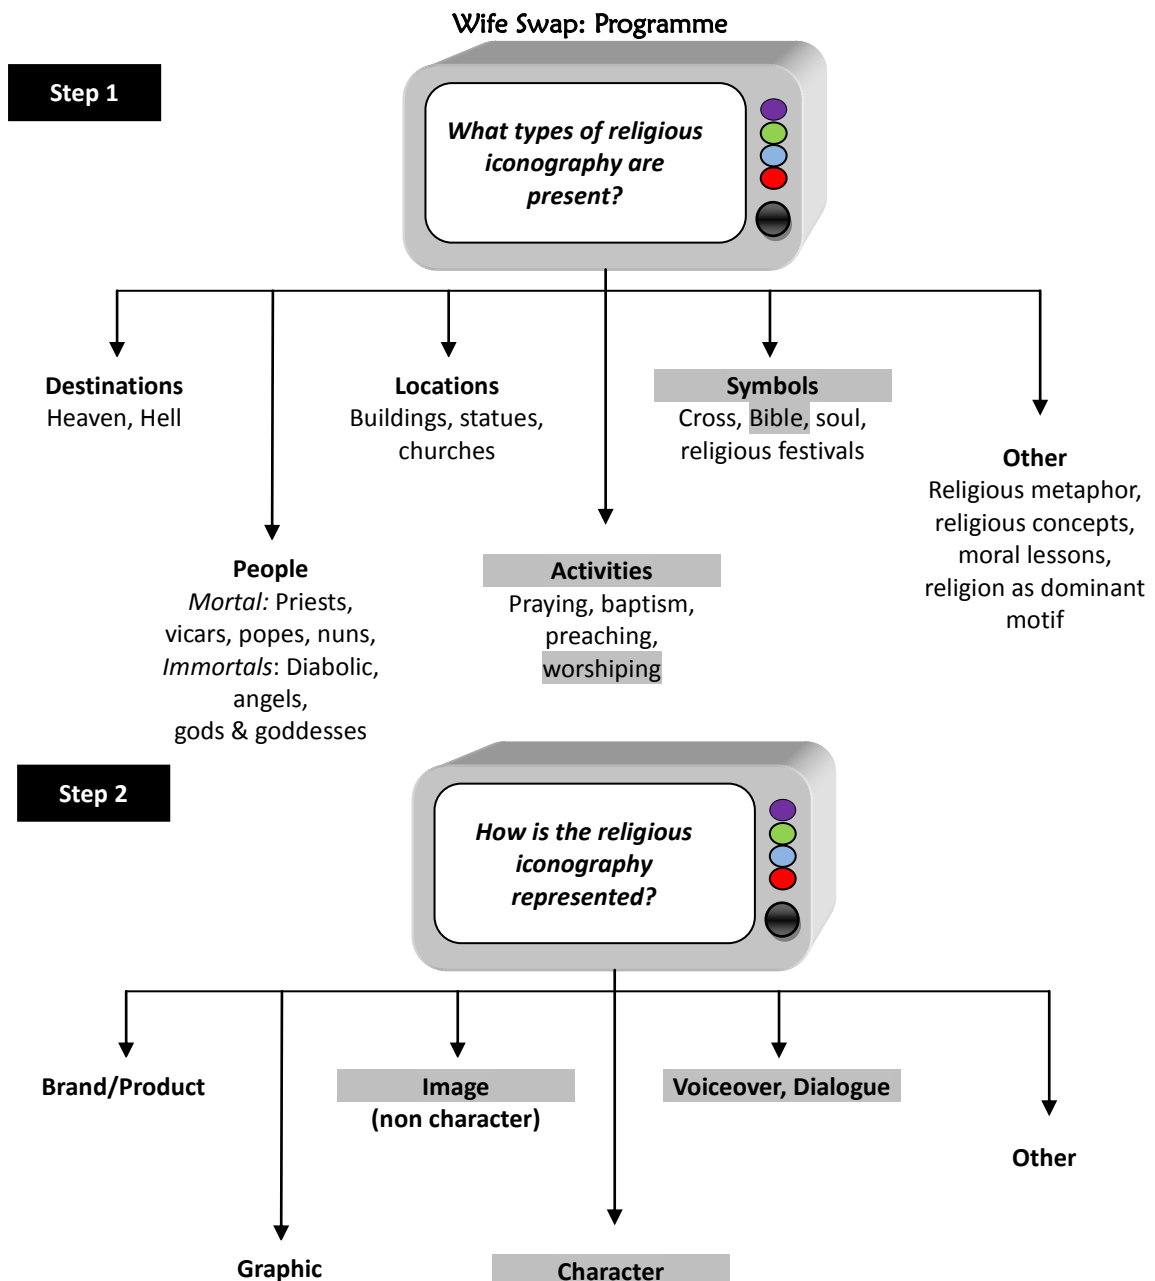 Wife Swap: Programme
Step 1
What types of religious
iconography are
present?
Destinations
Heaven, Hell
Locations
Buildings, statues,
churches
Symbols
Cross, Bible, soul,
religious festivals
Other
Religious metaphor,
religious concepts,
moral lessons,
religion as dominant
motif
People
Mortal: Priests,
vicars, popes, nuns,
Immortals: Diabolic,
angels,
gods & goddesses
Activities
Praying, baptism,
preaching,
worshiping
Step 2
How is the religious
iconography
represented?
Brand/Product
Image
(non character)
Voiceover, Dialogue
Other
Graphic
Character